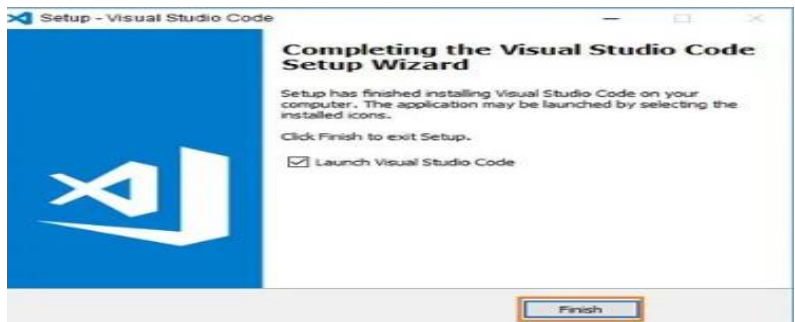 Setup - Visual Studio Code
Completing the Visual Studio Code
Setup Wizard
Setup has finished installing Visual Studio Code on your
computer. The application may be launched by selecting the
installed icons.
Click Finish to exit Setup.
Launch Visual Studio Code
Finish